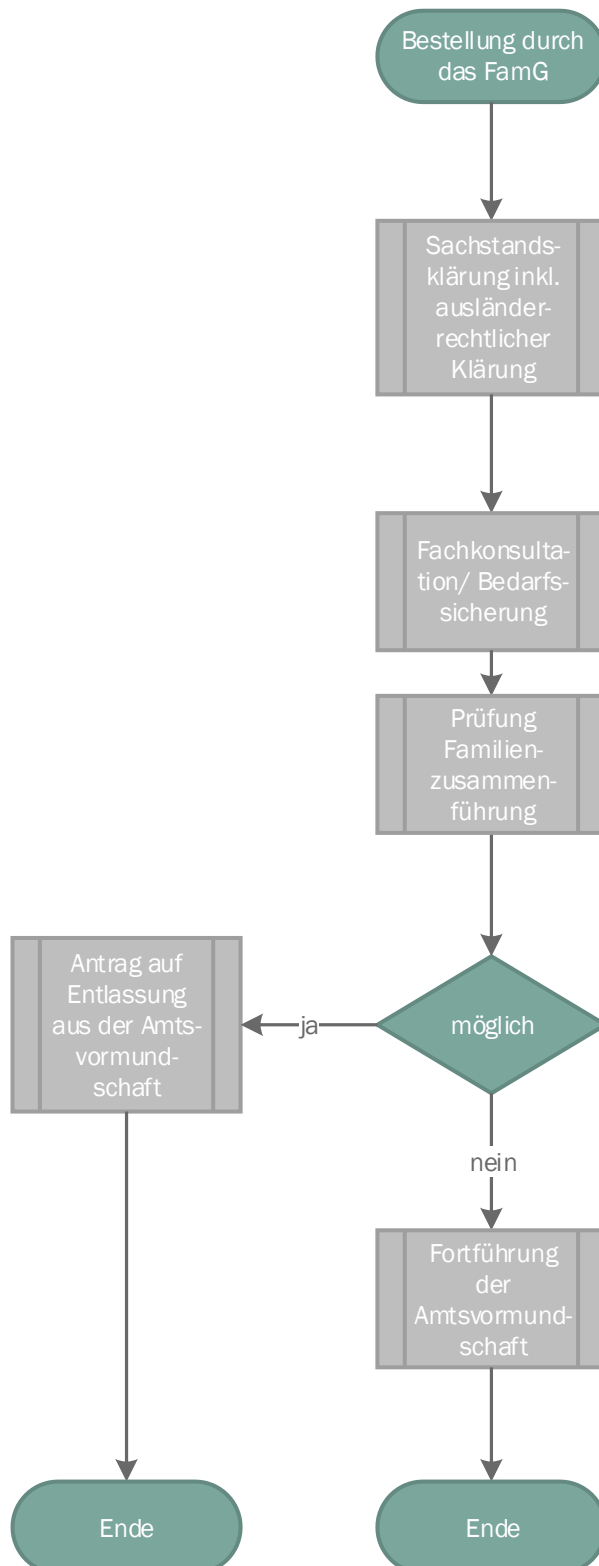 Bestellung durch
das FamG
Sachstands-
klärung inkl.
ausländer-
rechtlicher
Klärung
Fachkonsulta-
tion/ Bedarfs-
sicherung
Prüfung
Familien-
zusammen-
führung
möglich
ja
Antrag auf
Entlassung
aus der Amts-
vormund-
schaft
nein
Fortführung
der
Amtsvormund-
schaft
Ende
Ende